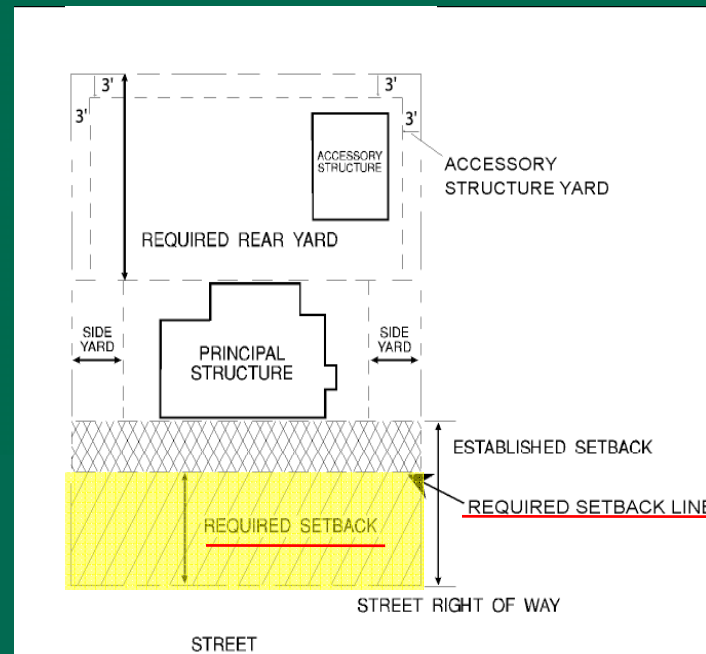 3'
3'
3'
3'
ACCESSORY
STRUCTURE
ACCESSORY
STRUCTURE YARD
REQUIRED REAR YARD
SIDE
YARD
PRINCIPAL
STRUCTURE
SIDE
YARD
ESTABLISHED SETBACK
REQUIRED SETBACK LINE
REQUIRED SETBACK
STREET RIGHT OF WAY
STREET